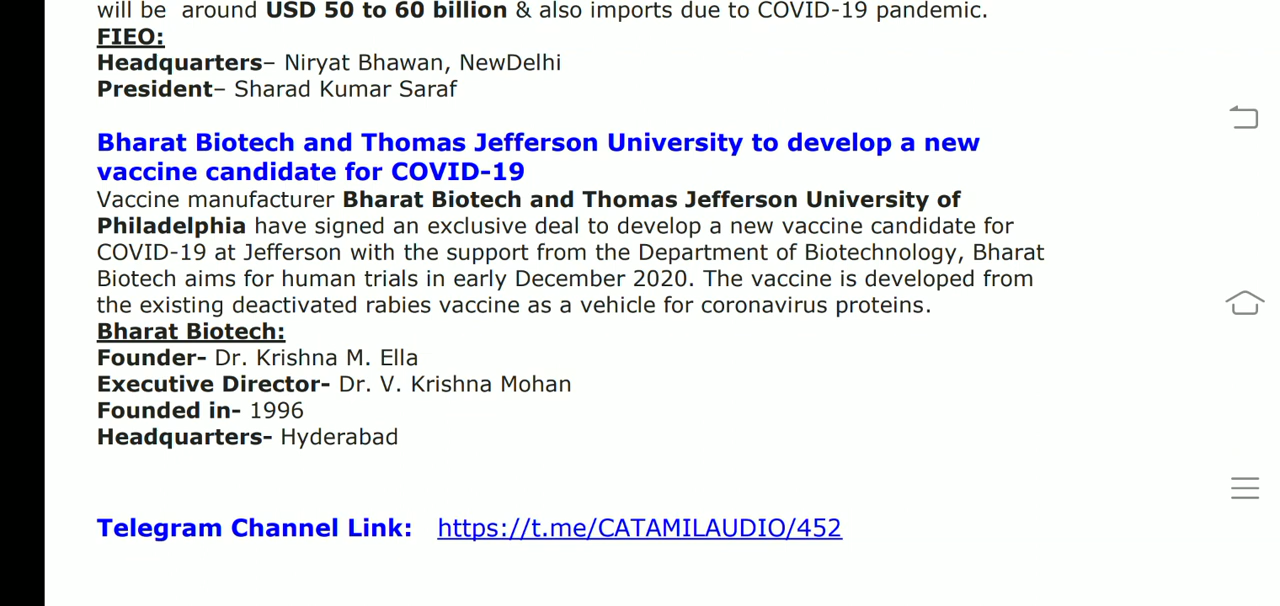 will be around USD 50 to 60 billion & also imports due to COVID-19 pandemic.
FIEO:
Headquarters– Niryat Bhawan, NewDelhi
President– Sharad Kumar Saraf
Bharat Biotech and Thomas Jefferson University to develop a new
vaccine candidate for COVID-19
Vaccine manufacturer Bharat Biotech and Thomas Jefferson University of
Philadelphia have signed an exclusive deal to develop a new vaccine candidate for
COVID-19 at Jefferson with the support from the Department of Biotechnology, Bharat
Biotech aims for human trials in early December 2020. The vaccine is developed from
the existing deactivated rabies vaccine as a vehicle for coronavirus proteins.
Bharat Biotech:
Founder- Dr. Krishna M. Ella
Executive Director- Dr. V. Krishna Mohan
Founded in- 1996
Headquarters- Hyderabad
Telegram Channel Link: https://t.me/CATAMILAUDIO/452